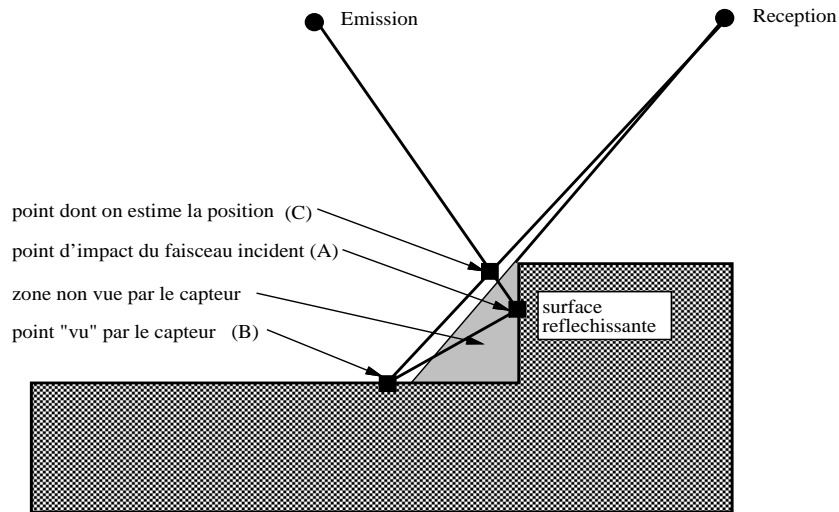 Emission
Reception
point dont on estime la position (C)
point d'impact du faisceau incident (A)
zone non vue par le capteur
point "vu" par le capteur (B)
surface
reflechissante